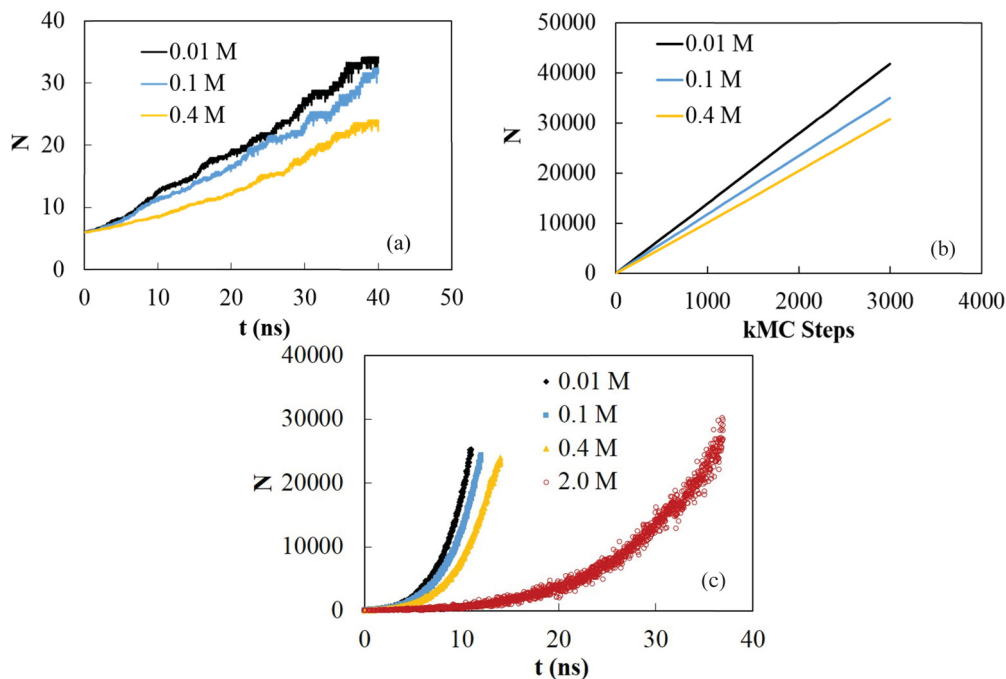 40
30
20
10
0
N
0.01 M
0.1 M
0.4 M
(a)
0 10 20 30 40 50
t (ns)
50000
40000
30000
20000
10000
0
N
0.01 M
0.1 M
0.4 M
(b)
0 1000 2000 3000 4000
kMC Steps
40000
30000
20000
10000
0
N
0.01 M
0.1 M
0.4 M
2.0 M
(c)
0 10 20 30 40
t (ns)